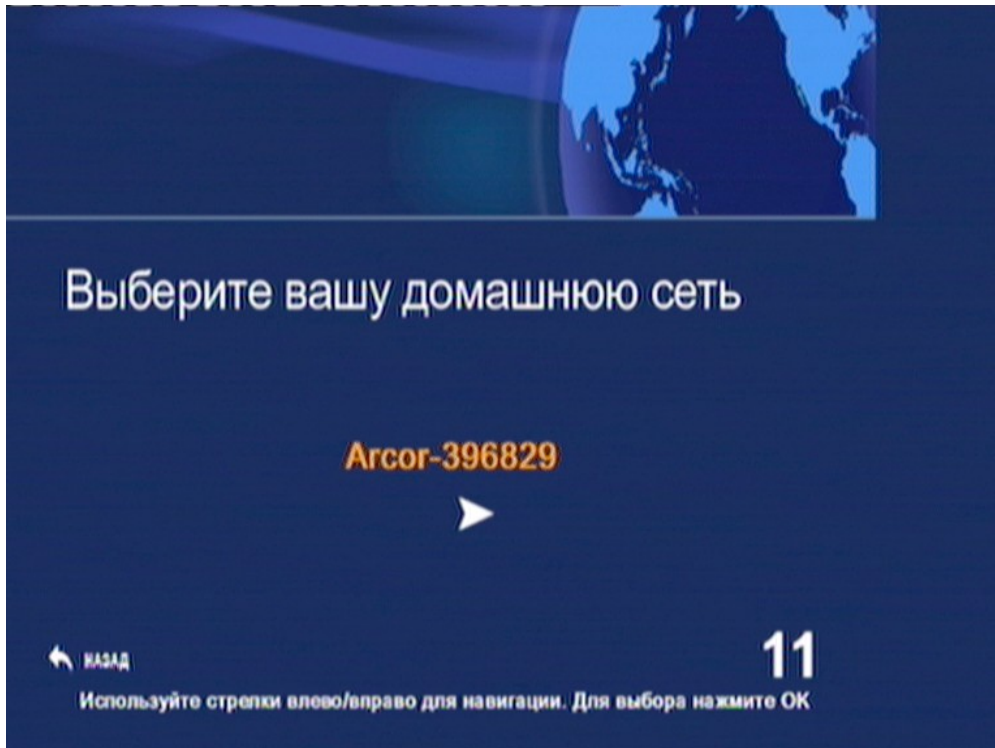 Выберите вашу домашнюю сеть
Arcor-396829
11
НАЗАД
Используйте стрелки влево/вправо для навигации. Для выбора нажмите OK